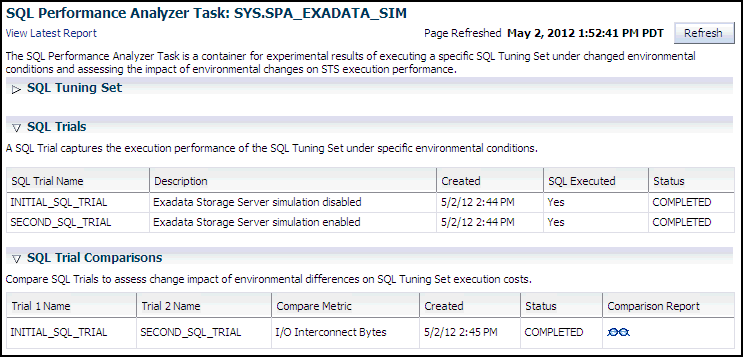 SQL Performance Analyzer Task: SYS.SPA_EXADATA_SIM
View Latest Report Page Refreshed May 2, 2012 1:52:41 PM PDT Refresh
The SQL Performance Analyzer Task is a container for experimental results of executing a specific SQL Tuning Set under changed environmental
conditions and assessing the impact of environmental changes on STS execution performance.
SQL Tuning Set
SQL Trials
A SQL Trial captures the execution performance of the SQL Tuning Set under specific environmental conditions.
SQL Trial Name Description Created SQL Executed Status
INITIAL_SQL_TRIAL Exadata Storage Server simulation disabled 5/2/12 2:44 PM Yes COMPLETED
SECOND_SQL_TRIAL Exadata Storage Server simulation enabled 5/2/12 2:44 PM Yes COMPLETED
SQL Trial Comparisons
Compare SQL Trials to assess change impact of environmental differences on SQL Tuning Set execution costs.
Trial 1 Name Trial 2 Name Compare Metric Created Status Comparison Report
INITIAL_SQL_TRIAL SECOND_SQL_TRIAL I/O Interconnect Bytes 5/2/12 2:45 PM COMPLETED